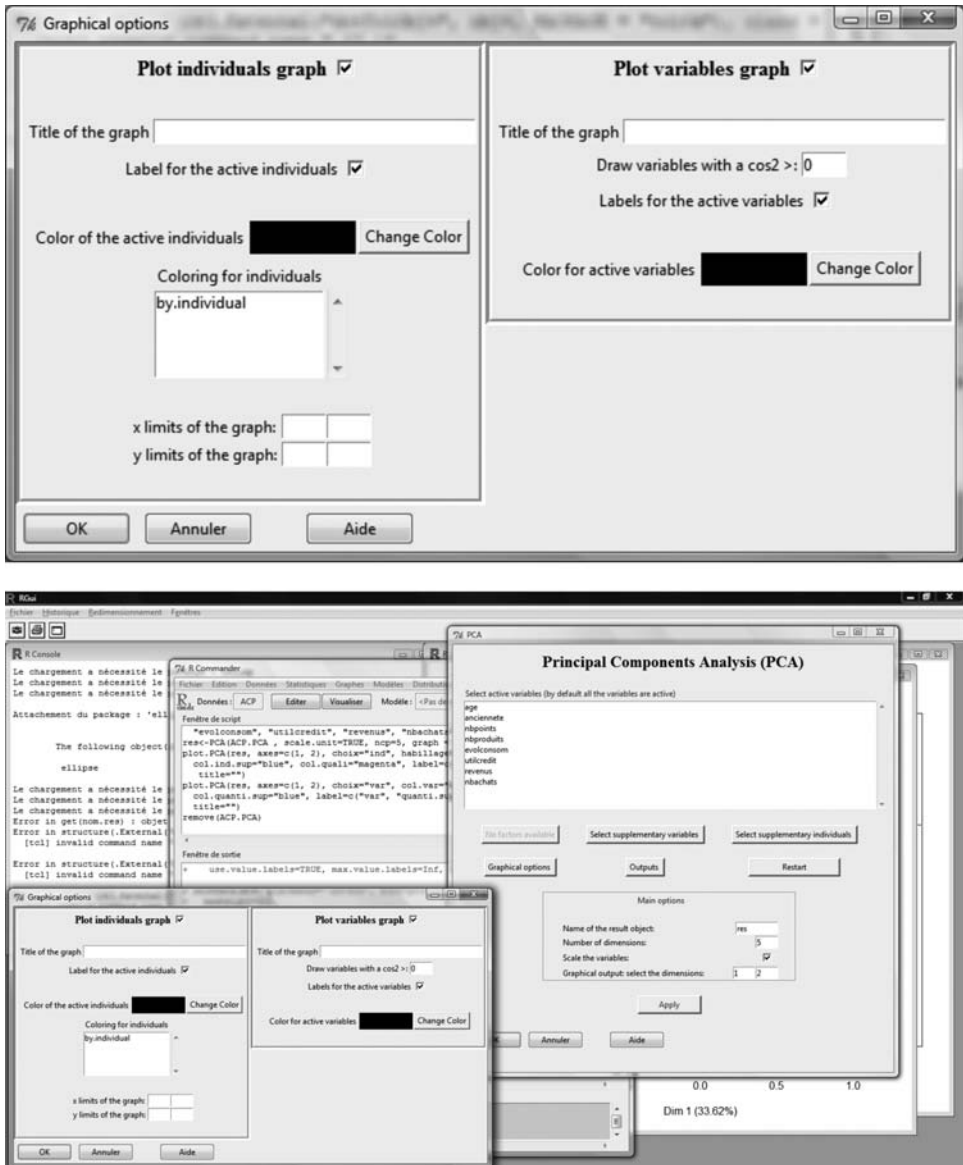 Graphical options
Plot individuals graph
Title of the graph
Label for the active individuals
Color of the active individuals Change Color
Coloring for individuals
by.individual
x limits of the graph:
y limits of the graph:
Plot variables graph
Title of the graph
Draw variables with a cos2 >: 0
Labels for the active variables
Color for active variables Change Color
OK Annuler Aide
RGui
Fichier Historique Redimensionnement Fenêtres
R Console
Le chargement a nécessité le
Le chargement a nécessité le
Le chargement a nécessité le
Attachement du package : 'ell
The following object(
ellipse
Le chargement a nécessité le
Le chargement a nécessité le
Le chargement a nécessité le
Error in get(nom.res) : objet
Error in structure(.External(
[tcl] invalid command name
Error in structure(.External(
[tcl] invalid command name
R Commander
Fichier Edition Données Statistiques Graphes Modèles Distributio
Données : ACP Editer Visualiser Modèle : <Pas de
Fenêtre de script
"evolconsom", "utilcredit", "revenus", "nbachats
res<-PCA(ACP.PCA , scale.unit=TRUE, ncp=5, graph =
plot.PCA(res, axes=c(1, 2), choix="ind", habillag
col.ind.sup="blue", col.quali="magenta", label=c
title="")
plot.PCA(res, axes=c(1, 2), choix="var", col.var="
quanti.sup="blue", label=c("var", "quanti.su
title="")
remove(ACP.PCA)
Fenêtre de sortie
+ use.value.labels=TRUE, max.value.labels=Inf,
PCA
Principal Components Analysis (PCA)
Select active variables (by default all the variables are active)
age
anciennete
nbpoints
nbproduits
evolconsom
utilcredit
revenus
nbachats
No factors available Select supplementary variables Select supplementary individuals
Graphical options Outputs Restart
Main options
Name of the result object: res
Number of dimensions: 5
Scale the variables:
Graphical output: select the dimensions: 1 2
Apply
Annuler Aide
0.0 0.5 1.0
Dim 1 (33.62%)
Graphical options
Plot individuals graph
Title of the graph
Label for the active individuals
Color of the active individuals Change Color
Coloring for individuals
by.individual
x limits of the graph:
y limits of the graph:
Plot variables graph
Title of the graph
Draw variables with a cos2 >: 0
Labels for the active variables
Color for active variables Change Color
OK Annuler Aide